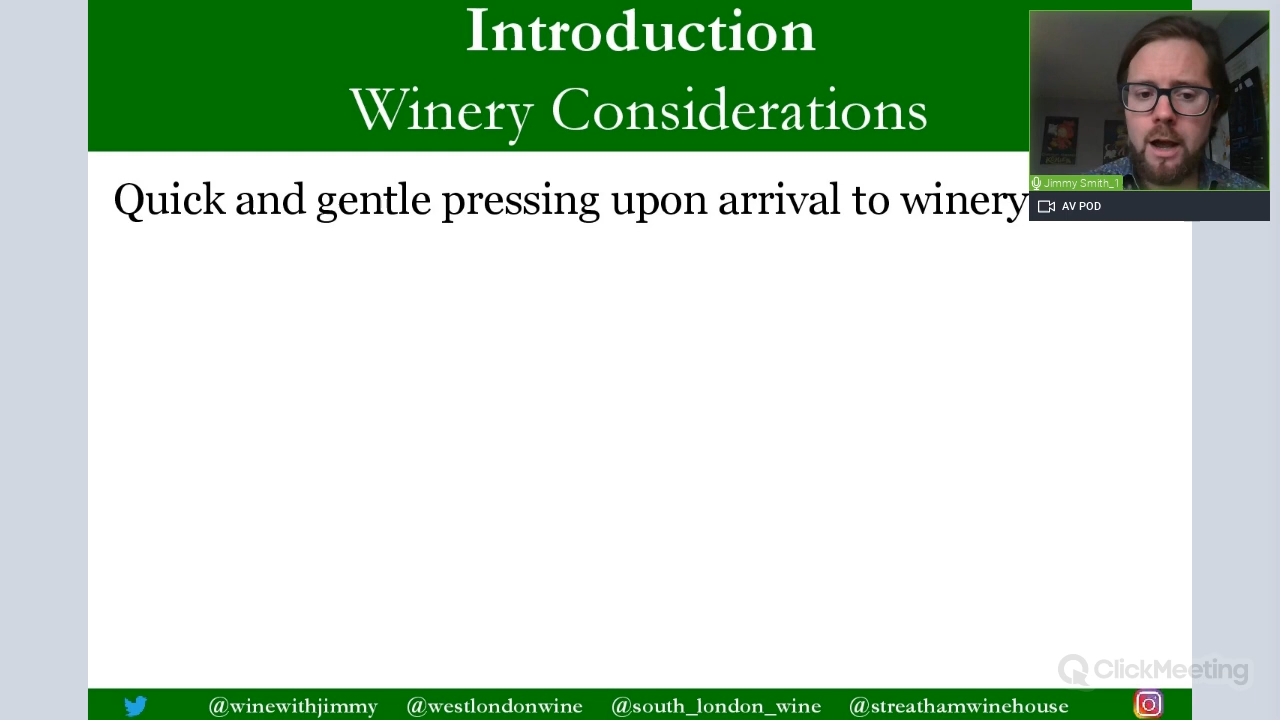 Introduction
Winery Considerations
Quick and gentle pressing upon arrival to winery
Jimmy Smith_1
AV POD
ClickMeeting
@winewithjimmy @westlondonwine @south_london_wine @streathamwinehouse